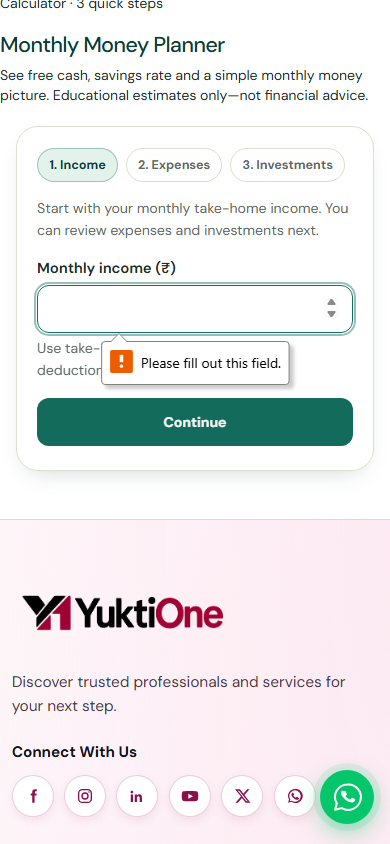 Calculator · 3 quick steps
Monthly Money Planner
See free cash, savings rate and a simple monthly money
picture. Educational estimates only—not financial advice.
1. Income
2. Expenses
3. Investments
Start with your monthly take-home income. You
can review expenses and investments next.
Monthly income (₹)
Use take-
deduction
Please fill out this field.
Continue
YuktiOne
Discover trusted professionals and services for
your next step.
Connect With Us